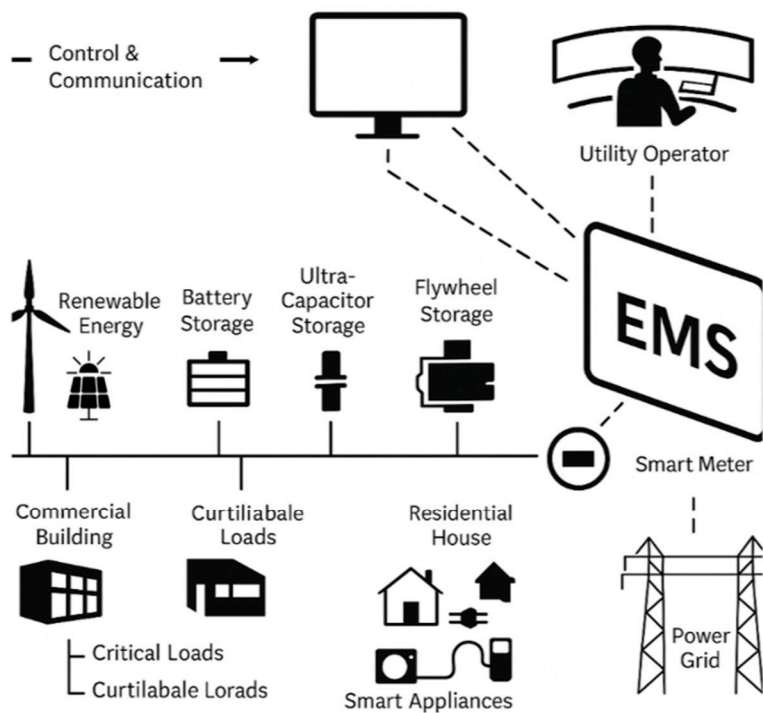 Control &
Communication
Utility Operator
EMS
Renewable
Energy
Battery
Storage
Ultra-
Capacitor
Storage
Flywheel
Storage
Smart Meter
Commercial
Building
Curtiliabale
Loads
Residential
House
Critical Loads
Curtilabale Lorads
Smart Appliances
Power
Grid